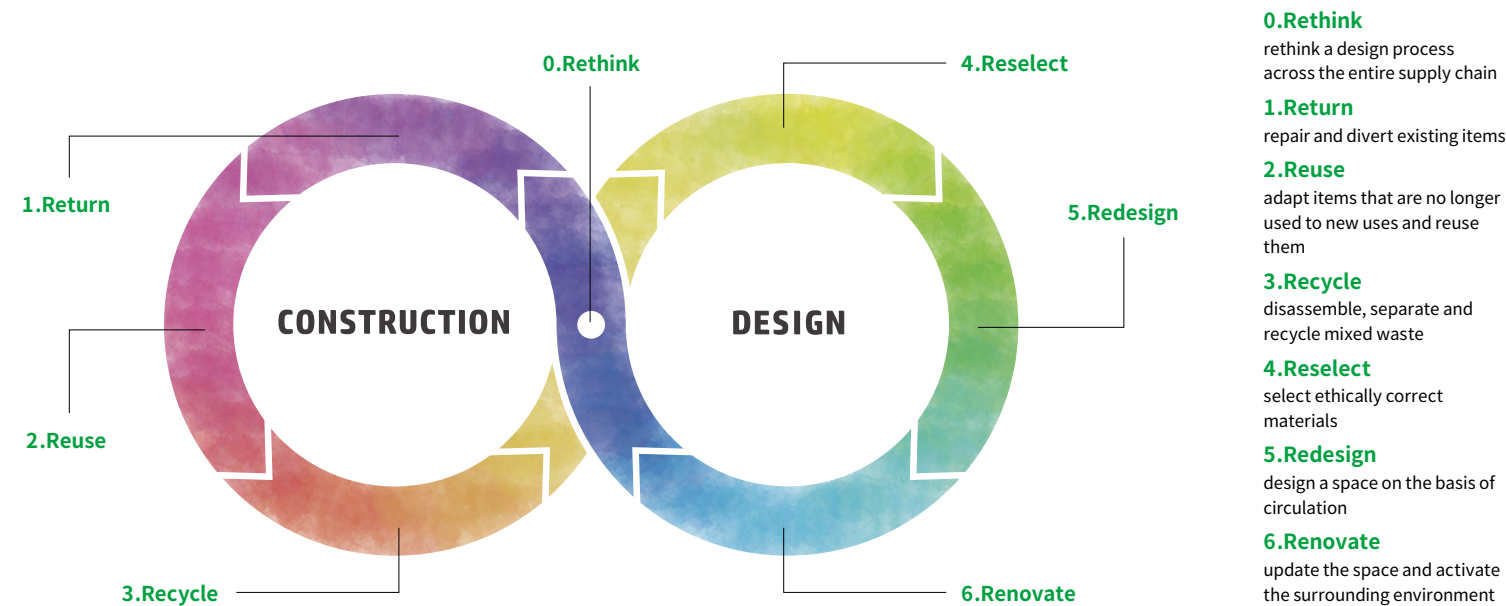 0.Rethink
4.Reselect
1.Return
5.Redesign
CONSTRUCTION
DESIGN
2.Reuse
3.Recycle
6.Renovate
0.Rethink
rethink a design process
across the entire supply chain
1.Return
repair and divert existing items
2.Reuse
adapt items that are no longer
used to new uses and reuse
them
3.Recycle
disassemble, separate and
recycle mixed waste
4.Reselect
select ethically correct
materials
5.Redesign
design a space on the basis of
circulation
6.Renovate
update the space and activate
the surrounding environment